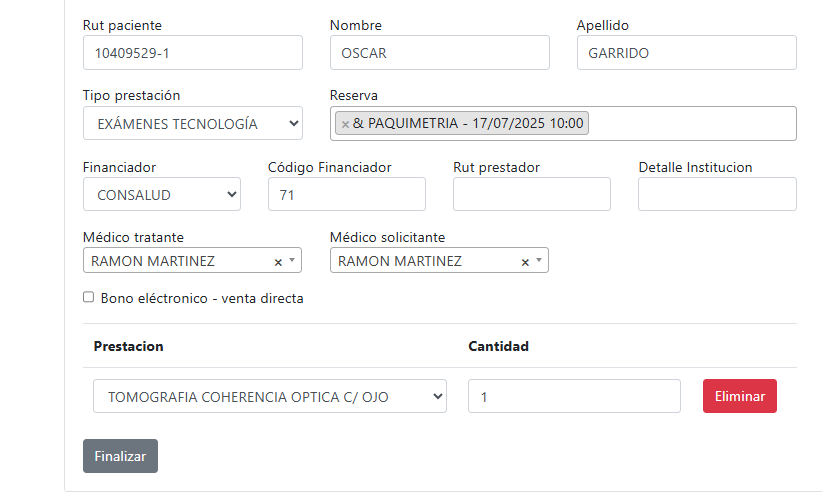 Rut paciente Nombre Apellido
10409529-1 OSCAR GARRIDO
Tipo prestación Reserva
EXÁMENES TECNOLOGÍA × & PAQUIMETRIA - 17/07/2025 10:00
Financiador Código Financiador Rut prestador Detalle Institucion
CONSALUD 71
Médico tratante Médico solicitante
RAMON MARTINEZ × RAMON MARTINEZ ×
Bono eléctronico - venta directa
Prestacion Cantidad
TOMOGRAFIA COHERENCIA OPTICA C/ OJO 1 Eliminar
Finalizar